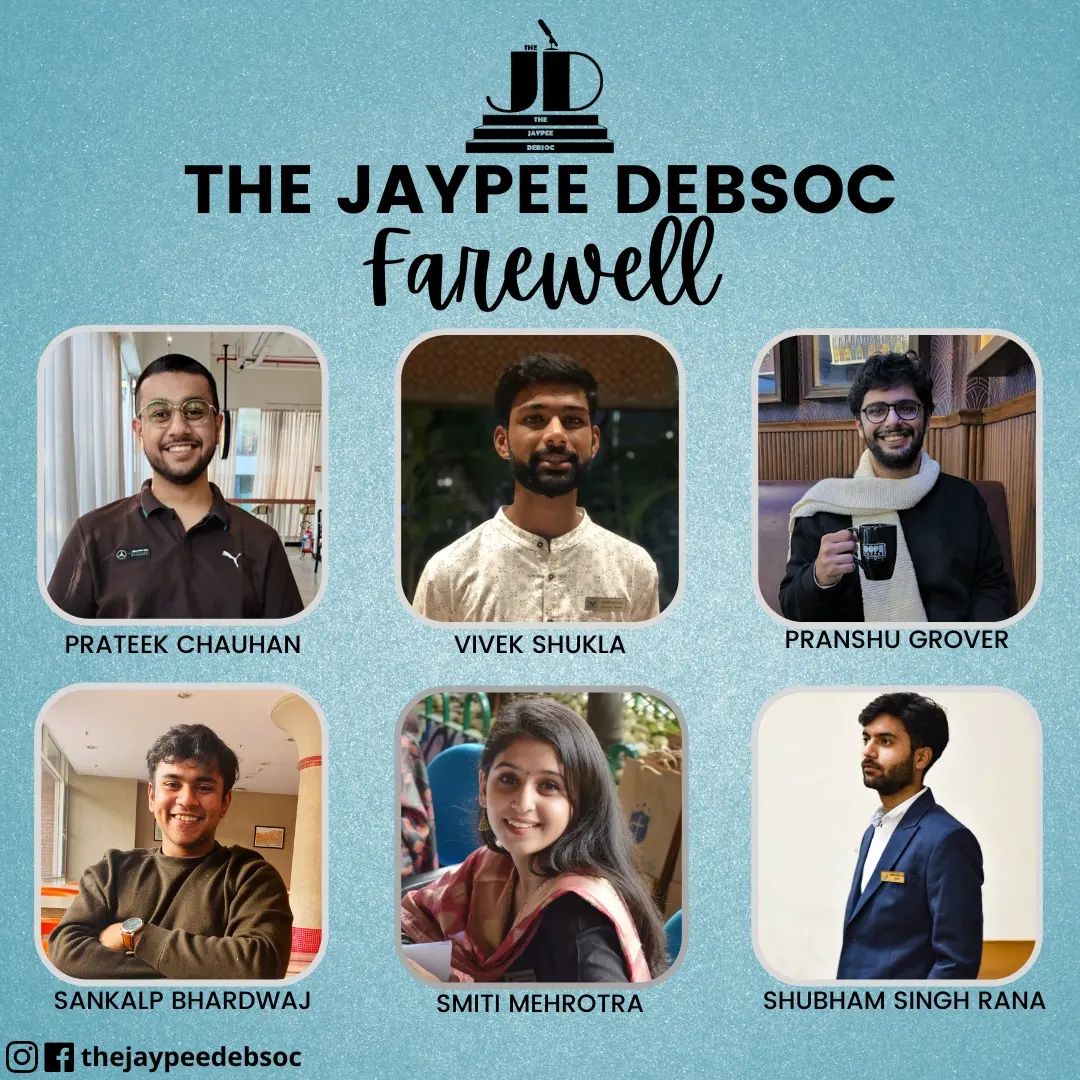 THE
JD
THE
JAYPEE
DEBSOC
THE JAYPEE DEBSOC
Farewell
PRATEEK CHAUHAN
VIVEK SHUKLA
PRANSHU GROVER
SANKALP BHARDWAJ
SMITI MEHROTRA
SHUBHAM SINGH RANA
thejaypeedebsoc